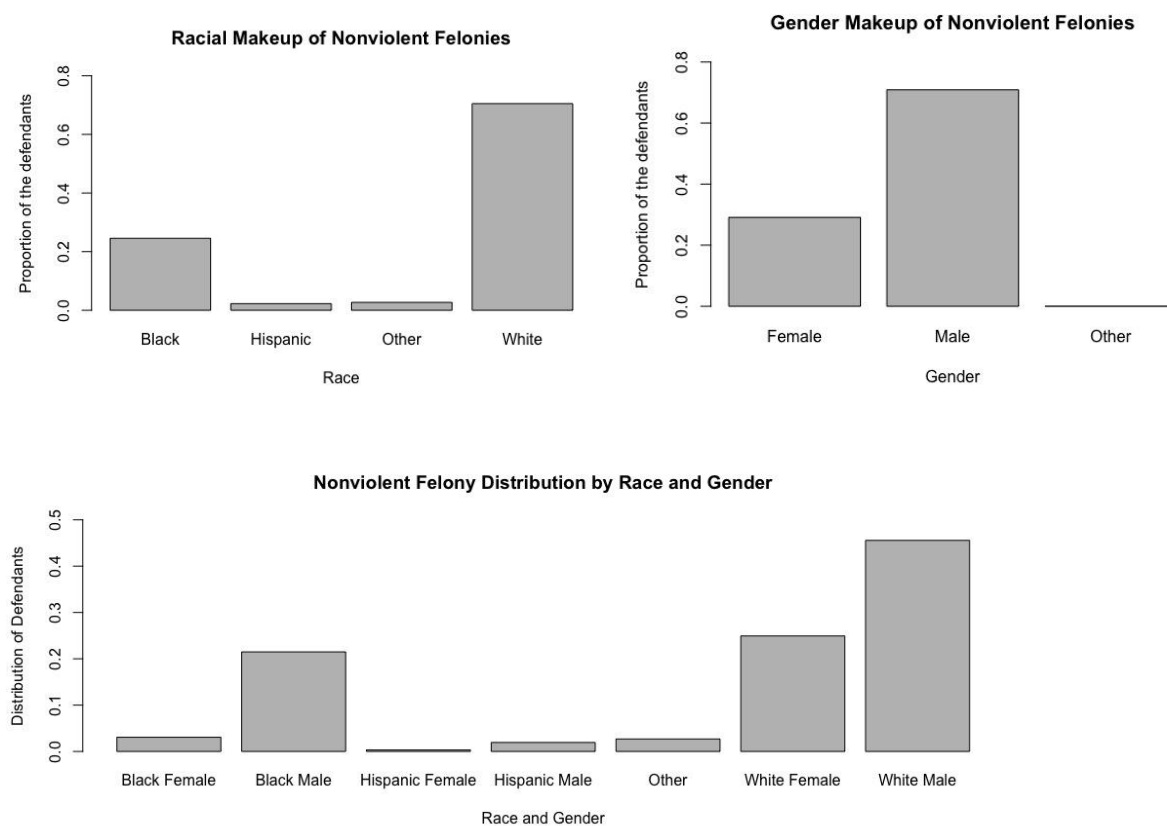 Racial Makeup of Nonviolent Felonies
Proportion of the defendants
0.8
0.6
0.4
0.2
0.0
Black Hispanic Other White
Race
Gender Makeup of Nonviolent Felonies
Proportion of the defendants
0.8
0.6
0.4
0.2
0.0
Female Male Other
Gender
Nonviolent Felony Distribution by Race and Gender
Distribution of Defendants
0.5
0.4
0.3
0.2
0.1
0.0
Black Female Black Male Hispanic Female Hispanic Male Other White Female White Male
Race and Gender